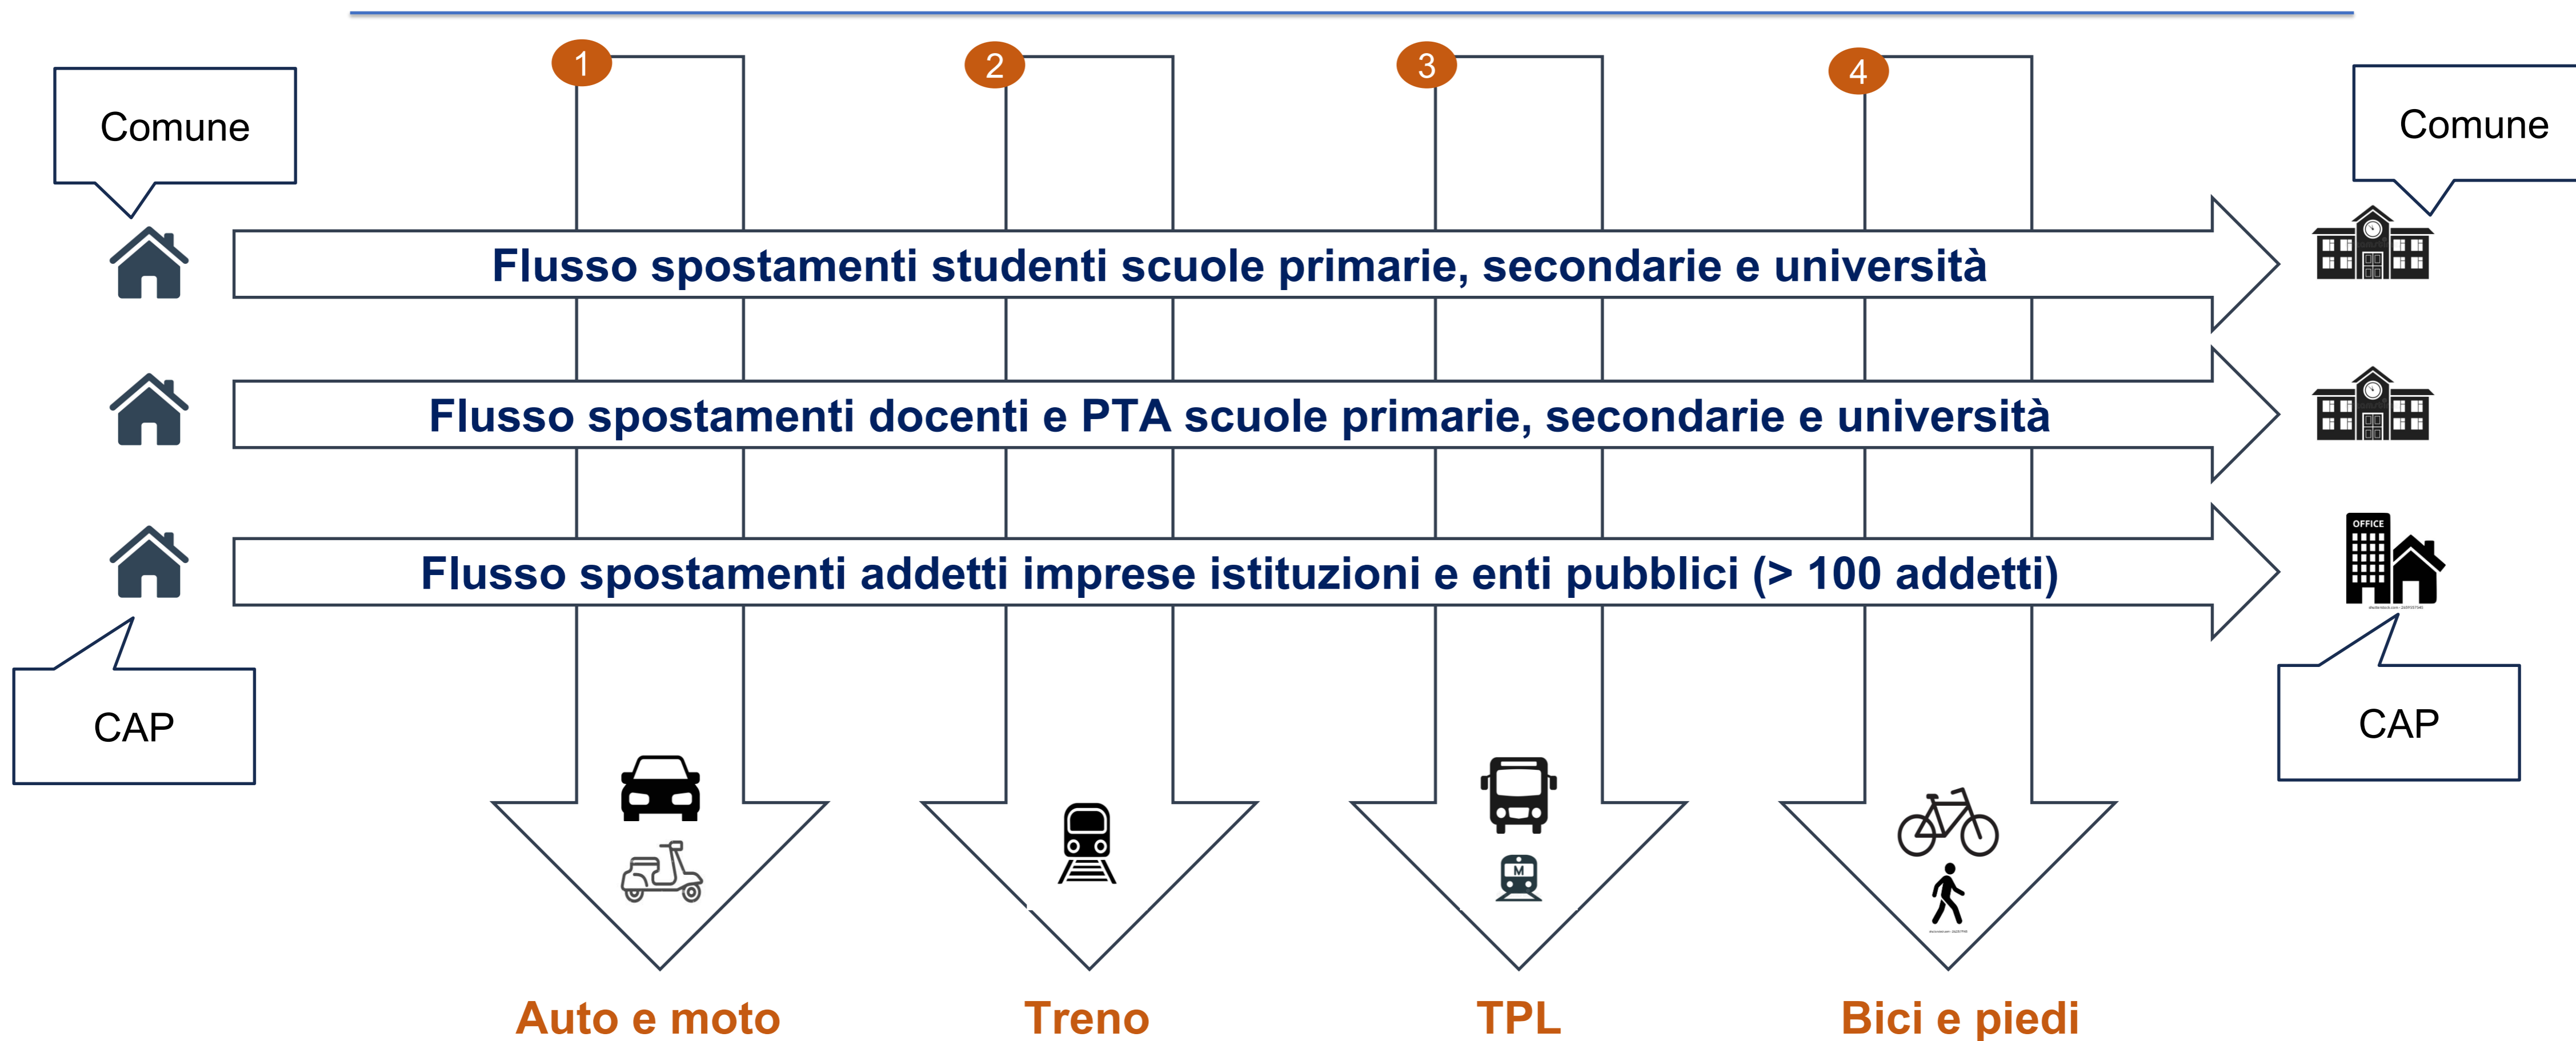 1
2
3
4
Comune
Comune
Flusso spostamenti studenti scuole primarie, secondarie e università
Flusso spostamenti docenti e PTA scuole primarie, secondarie e università
OFFICE
Flusso spostamenti addetti imprese istituzioni e enti pubblici (> 100 addetti)
CAP
CAP
M
Auto e moto
Treno
TPL
Bici e piedi